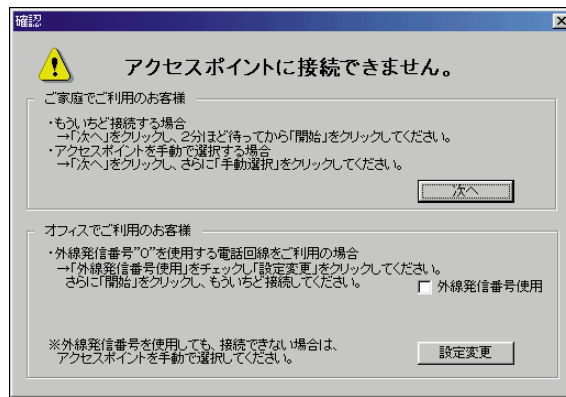 確認
アクセスポイントに接続できません。
ご家庭でご利用のお客様
・もういちど接続する場合
→「次へ」をクリックし、2分ほど待ってから「開始」をクリックしてください。
・アクセスポイントを手動で選択する場合
→「次へ」をクリックし、さらに「手動選択」をクリックしてください。
次へ
オフィスでご利用のお客様
・外線発信番号"0"を使用する電話回線をご利用の場合
→「外線発信番号使用」をチェックし「設定変更」をクリックしてください。
さらに「開始」をクリックし、もういちど接続してください。
外線発信番号使用
※外線発信番号を使用しても、接続できない場合は、
アクセスポイントを手動で選択してください。
設定変更